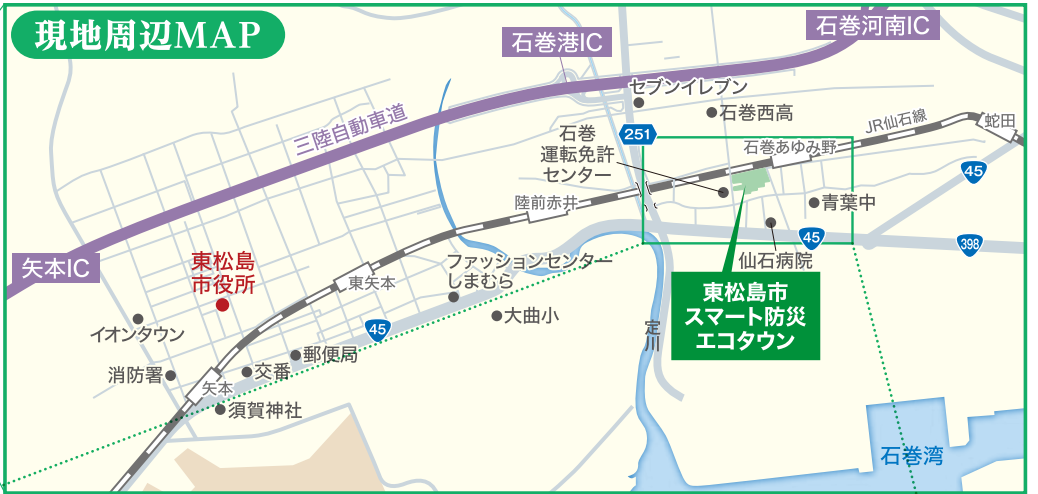 現地周辺MAP
石巻港IC
石巻河南IC
三陸自動車道
セブンイレブン
石巻西高
JR仙石線
蛇田
251
石巻
運転免許
センター
石巻あゆみ野
45
陸前赤井
青葉中
45
398
仙石病院
矢本IC
東松島
市役所
ファッションセンター
しまむら
東矢本
東松島市
スマート防災
エコタウン
イオンタウン
大曲小
定川
45
郵便局
消防署
交番
矢本
須賀神社
石巻湾